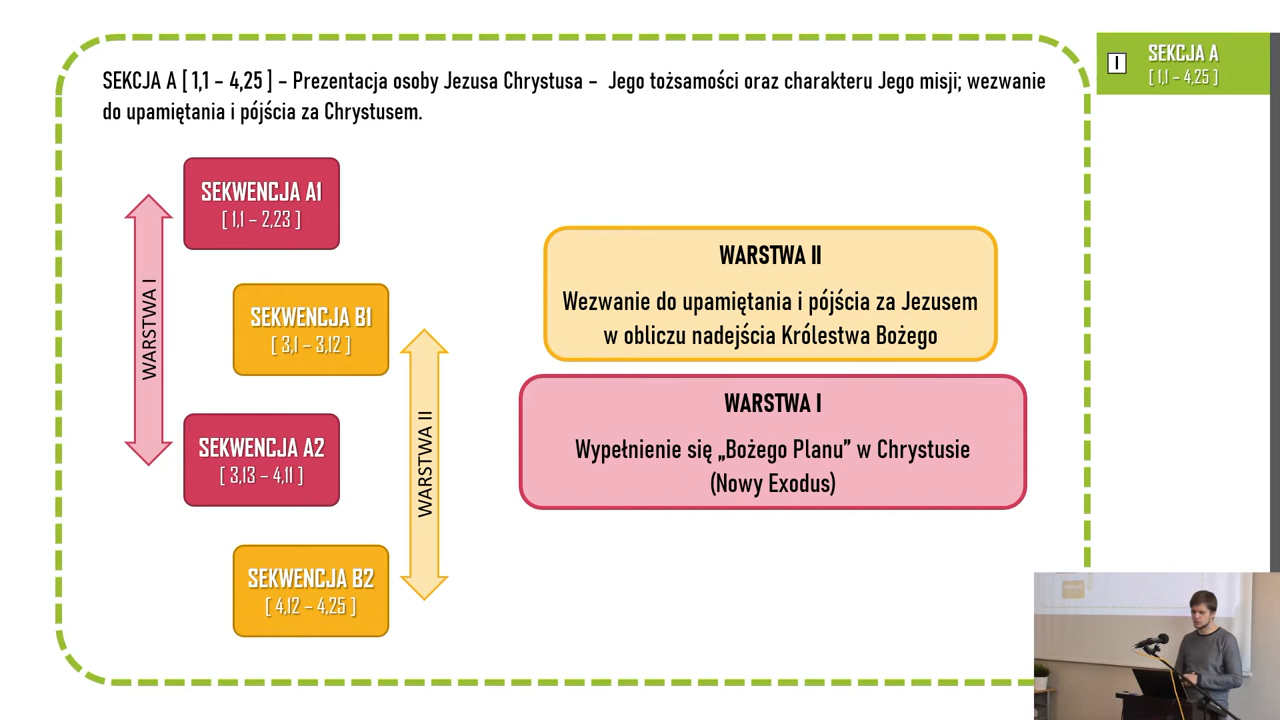 SEKCJA A [ 1,1 – 4,25 ] – Prezentacja osoby Jezusa Chrystusa – Jego tożsamości oraz charakteru Jego misji; wezwanie
do upamiętania i pójścia za Chrystusem.
I
SEKCJA A
[ 1,1 – 4,25 ]
SEKWENCJA A1
[ 1,1 – 2,23 ]
WARSTWA I
SEKWENCJA B1
[ 3,1 – 3,12 ]
SEKWENCJA A2
[ 3,13 – 4,11 ]
WARSTWA II
SEKWENCJA B2
[ 4,12 – 4,25 ]
WARSTWA II
Wezwanie do upamiętania i pójścia za Jezusem
w obliczu nadejścia Królestwa Bożego
WARSTWA I
Wypełnienie się „Bożego Planu” w Chrystusie
(Nowy Exodus)